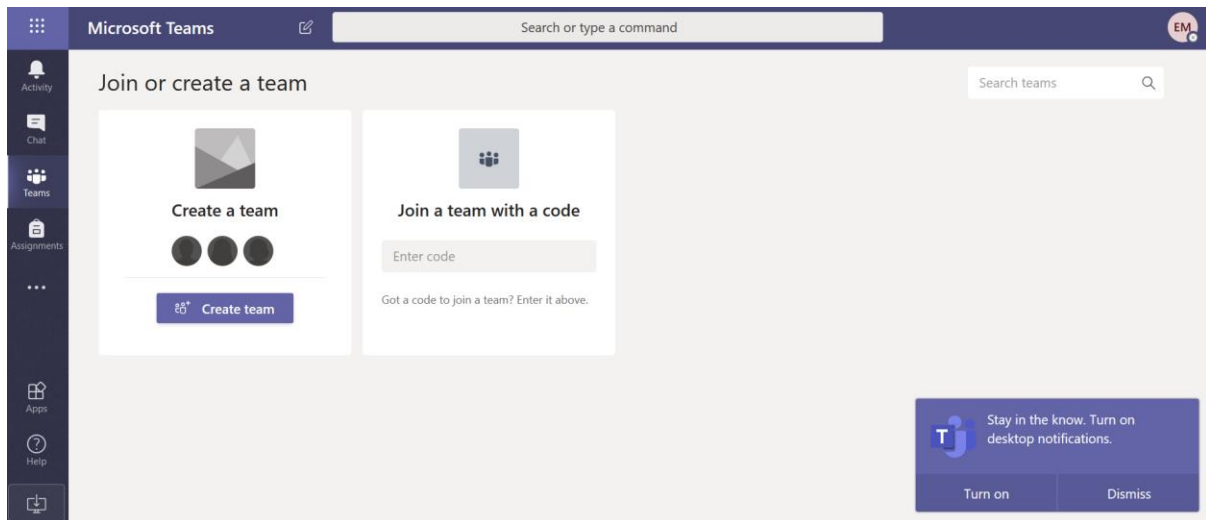 Microsoft Teams
Search or type a command
EM
Activity
Chat
Teams
Assignments
Apps
Help
Join or create a team
Search teams
Create a team
Create team
Join a team with a code
Enter code
Got a code to join a team? Enter it above.
T
Stay in the know. Turn on
desktop notifications.
Turn on
Dismiss